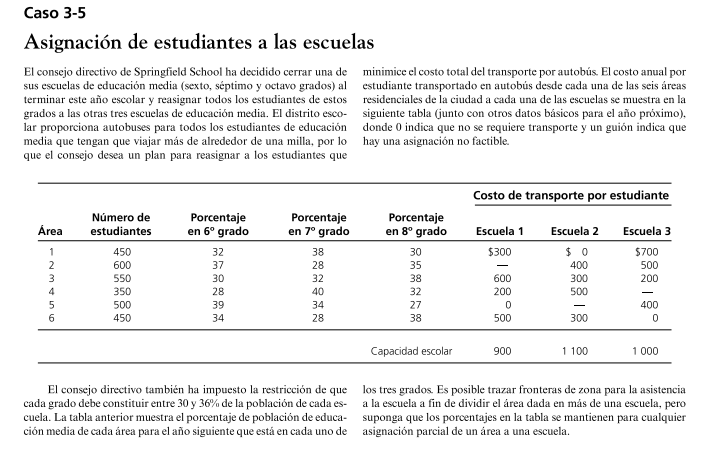 Caso 3-5
Asignación de estudiantes a las escuelas
El consejo directivo de Springfield School ha decidido cerrar una de
sus escuelas de educación media (sexto, séptimo y octavo grados) al
terminar este año escolar y reasignar todos los estudiantes de estos
grados a las otras tres escuelas de educación media. El distrito esco-
lar proporciona autobuses para todos los estudiantes de educación
media que tengan que viajar más de alrededor de una milla, por lo
que el consejo desea un plan para reasignar a los estudiantes que
minimice el costo total del transporte por autobús. El costo anual por
estudiante transportado en autobús desde cada una de las seis áreas
residenciales de la ciudad a cada una de las escuelas se muestra en la
siguiente tabla (junto con otros datos básicos para el año próximo),
donde 0 indica que no se requiere transporte y un guión indica que
hay una asignación no factible.
Costo de transporte por estudiante
Número de Porcentaje Porcentaje Porcentaje
Área estudiantes en 6º grado en 7º grado en 8º grado Escuela 1 Escuela 2 Escuela 3
1 450 32 38 30 $300 $ 0 $700
2 600 37 28 35 — 400 500
3 550 30 32 38 600 300 200
4 350 28 40 32 200 500 —
5 500 39 34 27 0 — 400
6 450 34 28 38 500 300 0
Capacidad escolar 900 1 100 1 000
El consejo directivo también ha impuesto la restricción de que
cada grado debe constituir entre 30 y 36% de la población de cada es-
cuela. La tabla anterior muestra el porcentaje de población de educa-
ción media de cada área para el año siguiente que está en cada uno de
los tres grados. Es posible trazar fronteras de zona para la asistencia
a la escuela a fin de dividir el área dada en más de una escuela, pero
suponga que los porcentajes en la tabla se mantienen para cualquier
asignación parcial de un área a una escuela.